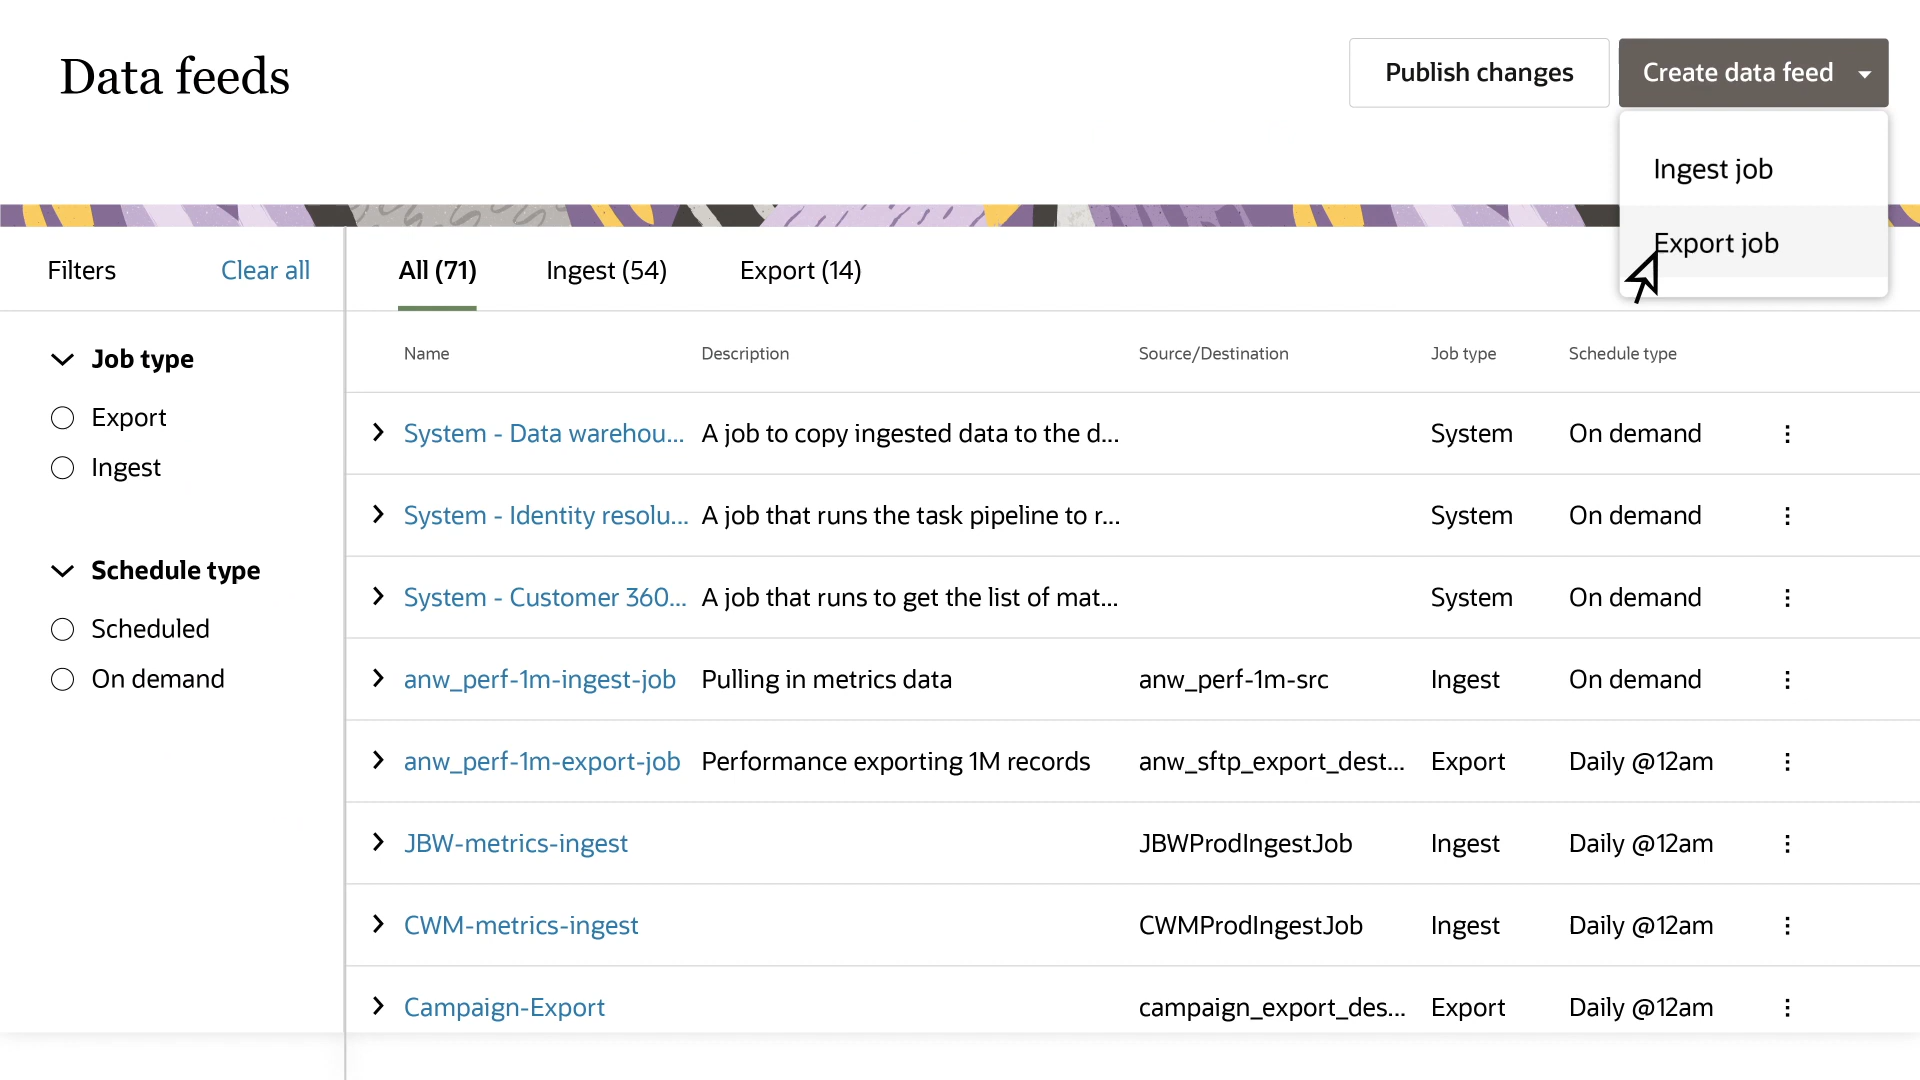 Data feeds
Publish changes
Create data feed
Ingest job
Export job
Filters
Clear all
All (71)
Ingest (54)
Export (14)
Job type
Export
Ingest
Schedule type
Scheduled
On demand
Name Description Source/Destination Job type Schedule type
System - Data warehou... A job to copy ingested data to the d... System On demand
System - Identity resolu... A job that runs the task pipeline to r... System On demand
System - Customer 360... A job that runs to get the list of mat... System On demand
anw_perf-1m-ingest-job Pulling in metrics data anw_perf-1m-src Ingest On demand
anw_perf-1m-export-job Performance exporting 1M records anw_sftp_export_dest... Export Daily @12am
JBW-metrics-ingest JBWProdIngestJob Ingest Daily @12am
CWM-metrics-ingest CWMProdIngestJob Ingest Daily @12am
Campaign-Export campaign_export_des... Export Daily @12am